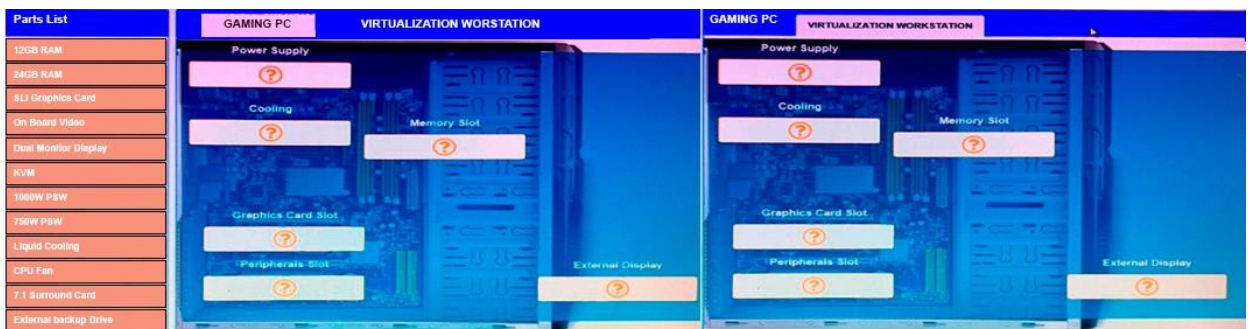 Parts List
12GB RAM
24GB RAM
SLI Graphics Card
On Board Video
Dual Monitor Display
KVM
1000W PSW
750W PSW
Liquid Cooling
CPU Fan
7.1 Surround Card
External backup Drive
GAMING PC VIRTUALIZATION WORSTATION
Power Supply
?
Cooling
?
Memory Slot
?
Graphics Card Slot
?
Peripherals Slot
?
External Display
?
GAMING PC VIRTUALIZATION WORKSTATION
Power Supply
?
Cooling
?
Memory Slot
?
Graphics Card Slot
?
Peripherals Slot
?
External Display
?